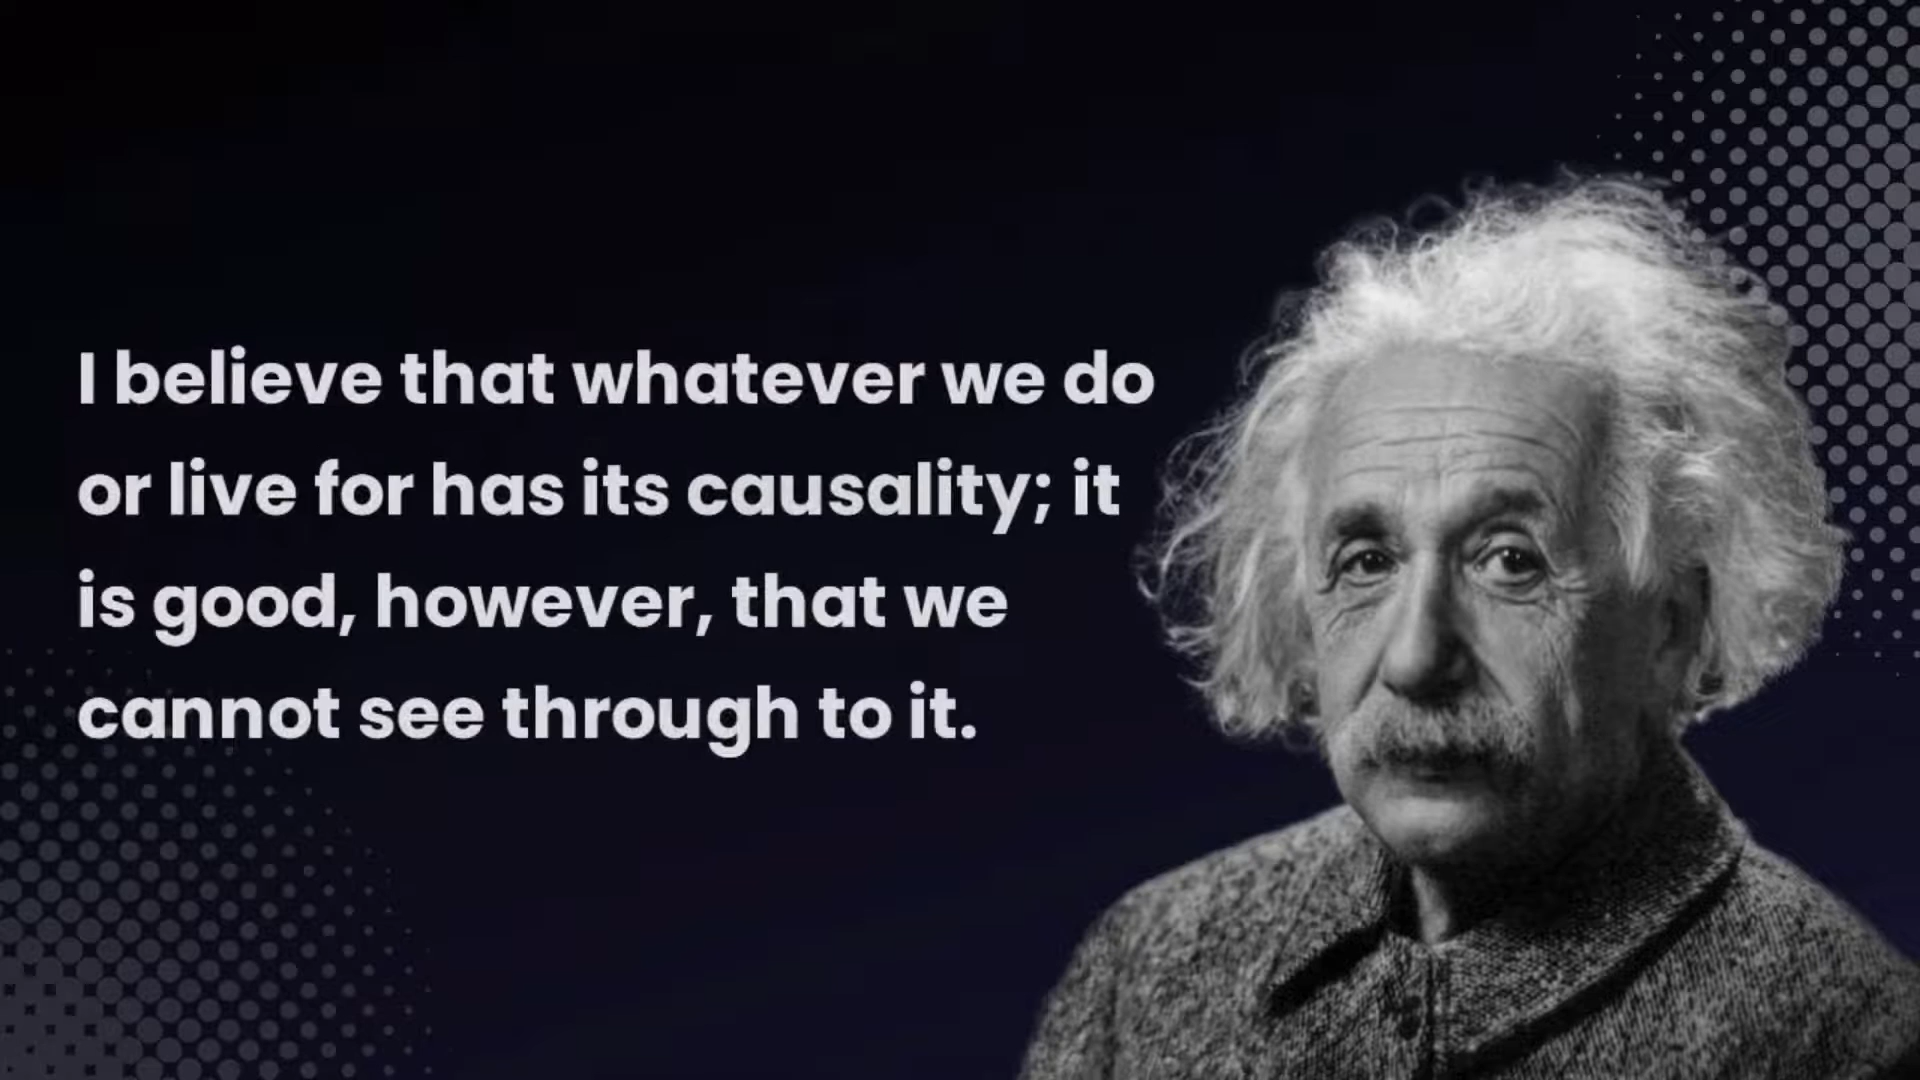 I believe that whatever we do
or live for has its causality; it
is good, however, that we
cannot see through to it.